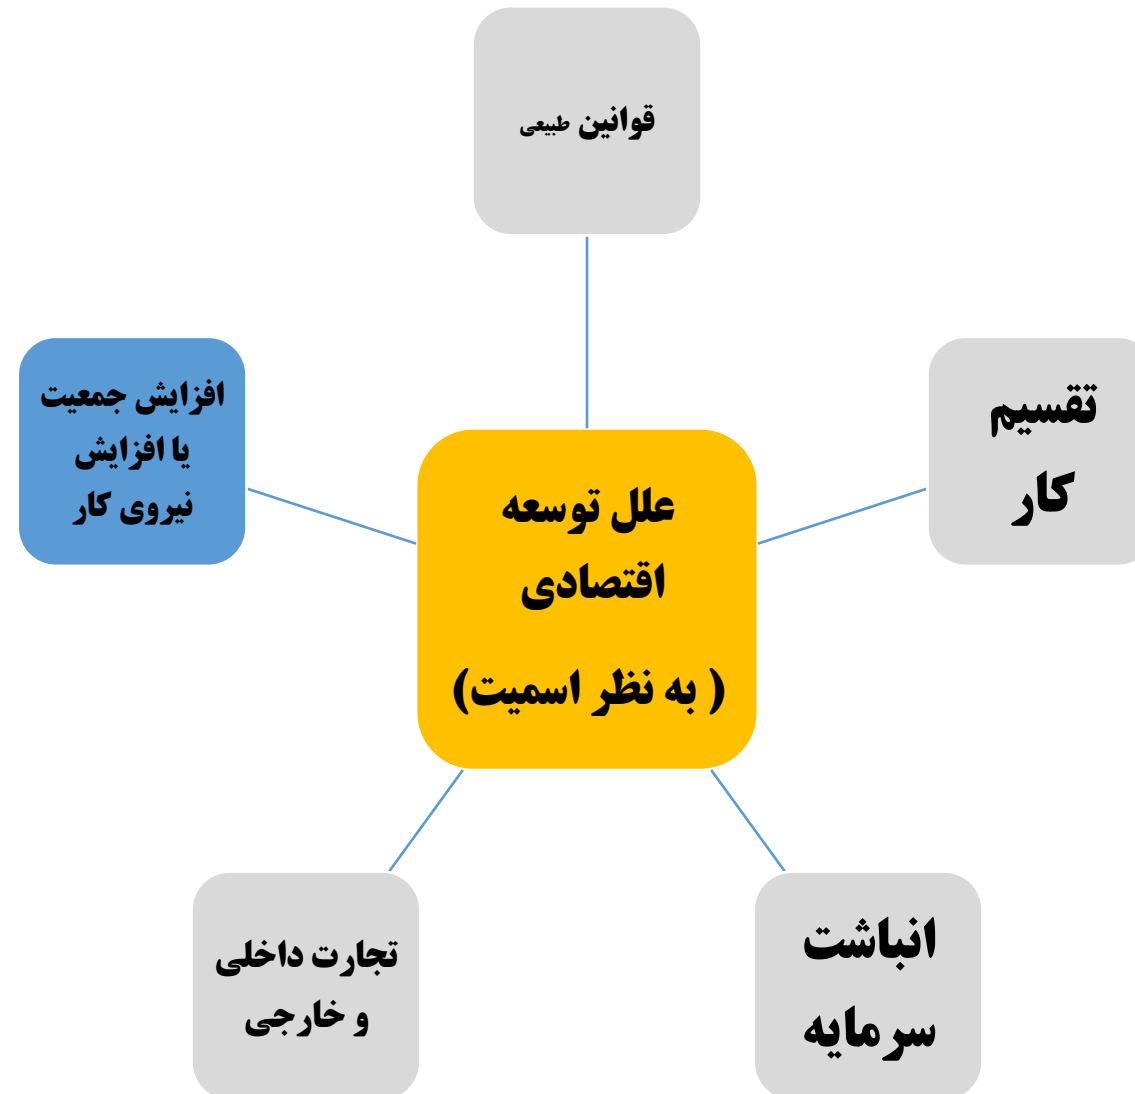 قوانین طبیعی
تقسیم
کار
افزایش جمعیت
یا افزایش
نیروی کار
علل توسعه
اقتصادی
( به نظر اسمیت)
انباشت
سرمایه
تجارت داخلی
و خارجی